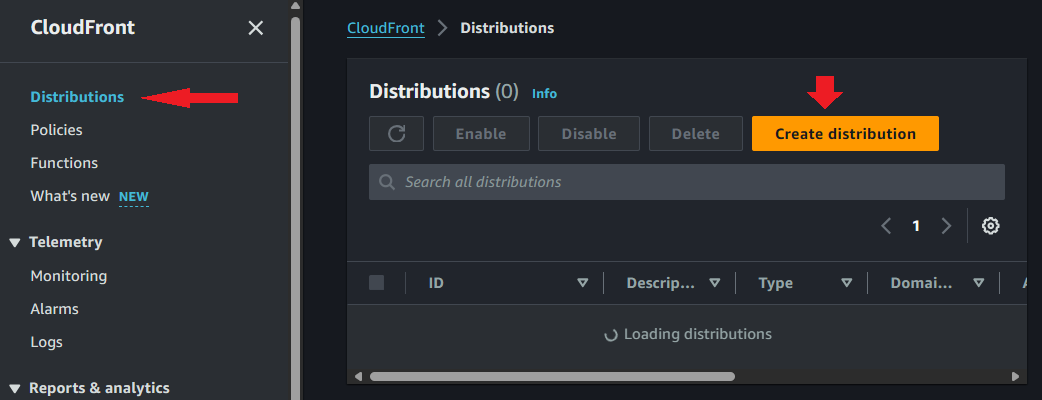 CloudFront
Distributions
Policies
Functions
What's new NEW
Telemetry
Monitoring
Alarms
Logs
Reports & analytics
CloudFront Distributions
Distributions (0) Info
Enable Disable Delete Create distribution
Search all distributions
1
ID Descrip... Type Domai... A
Loading distributions